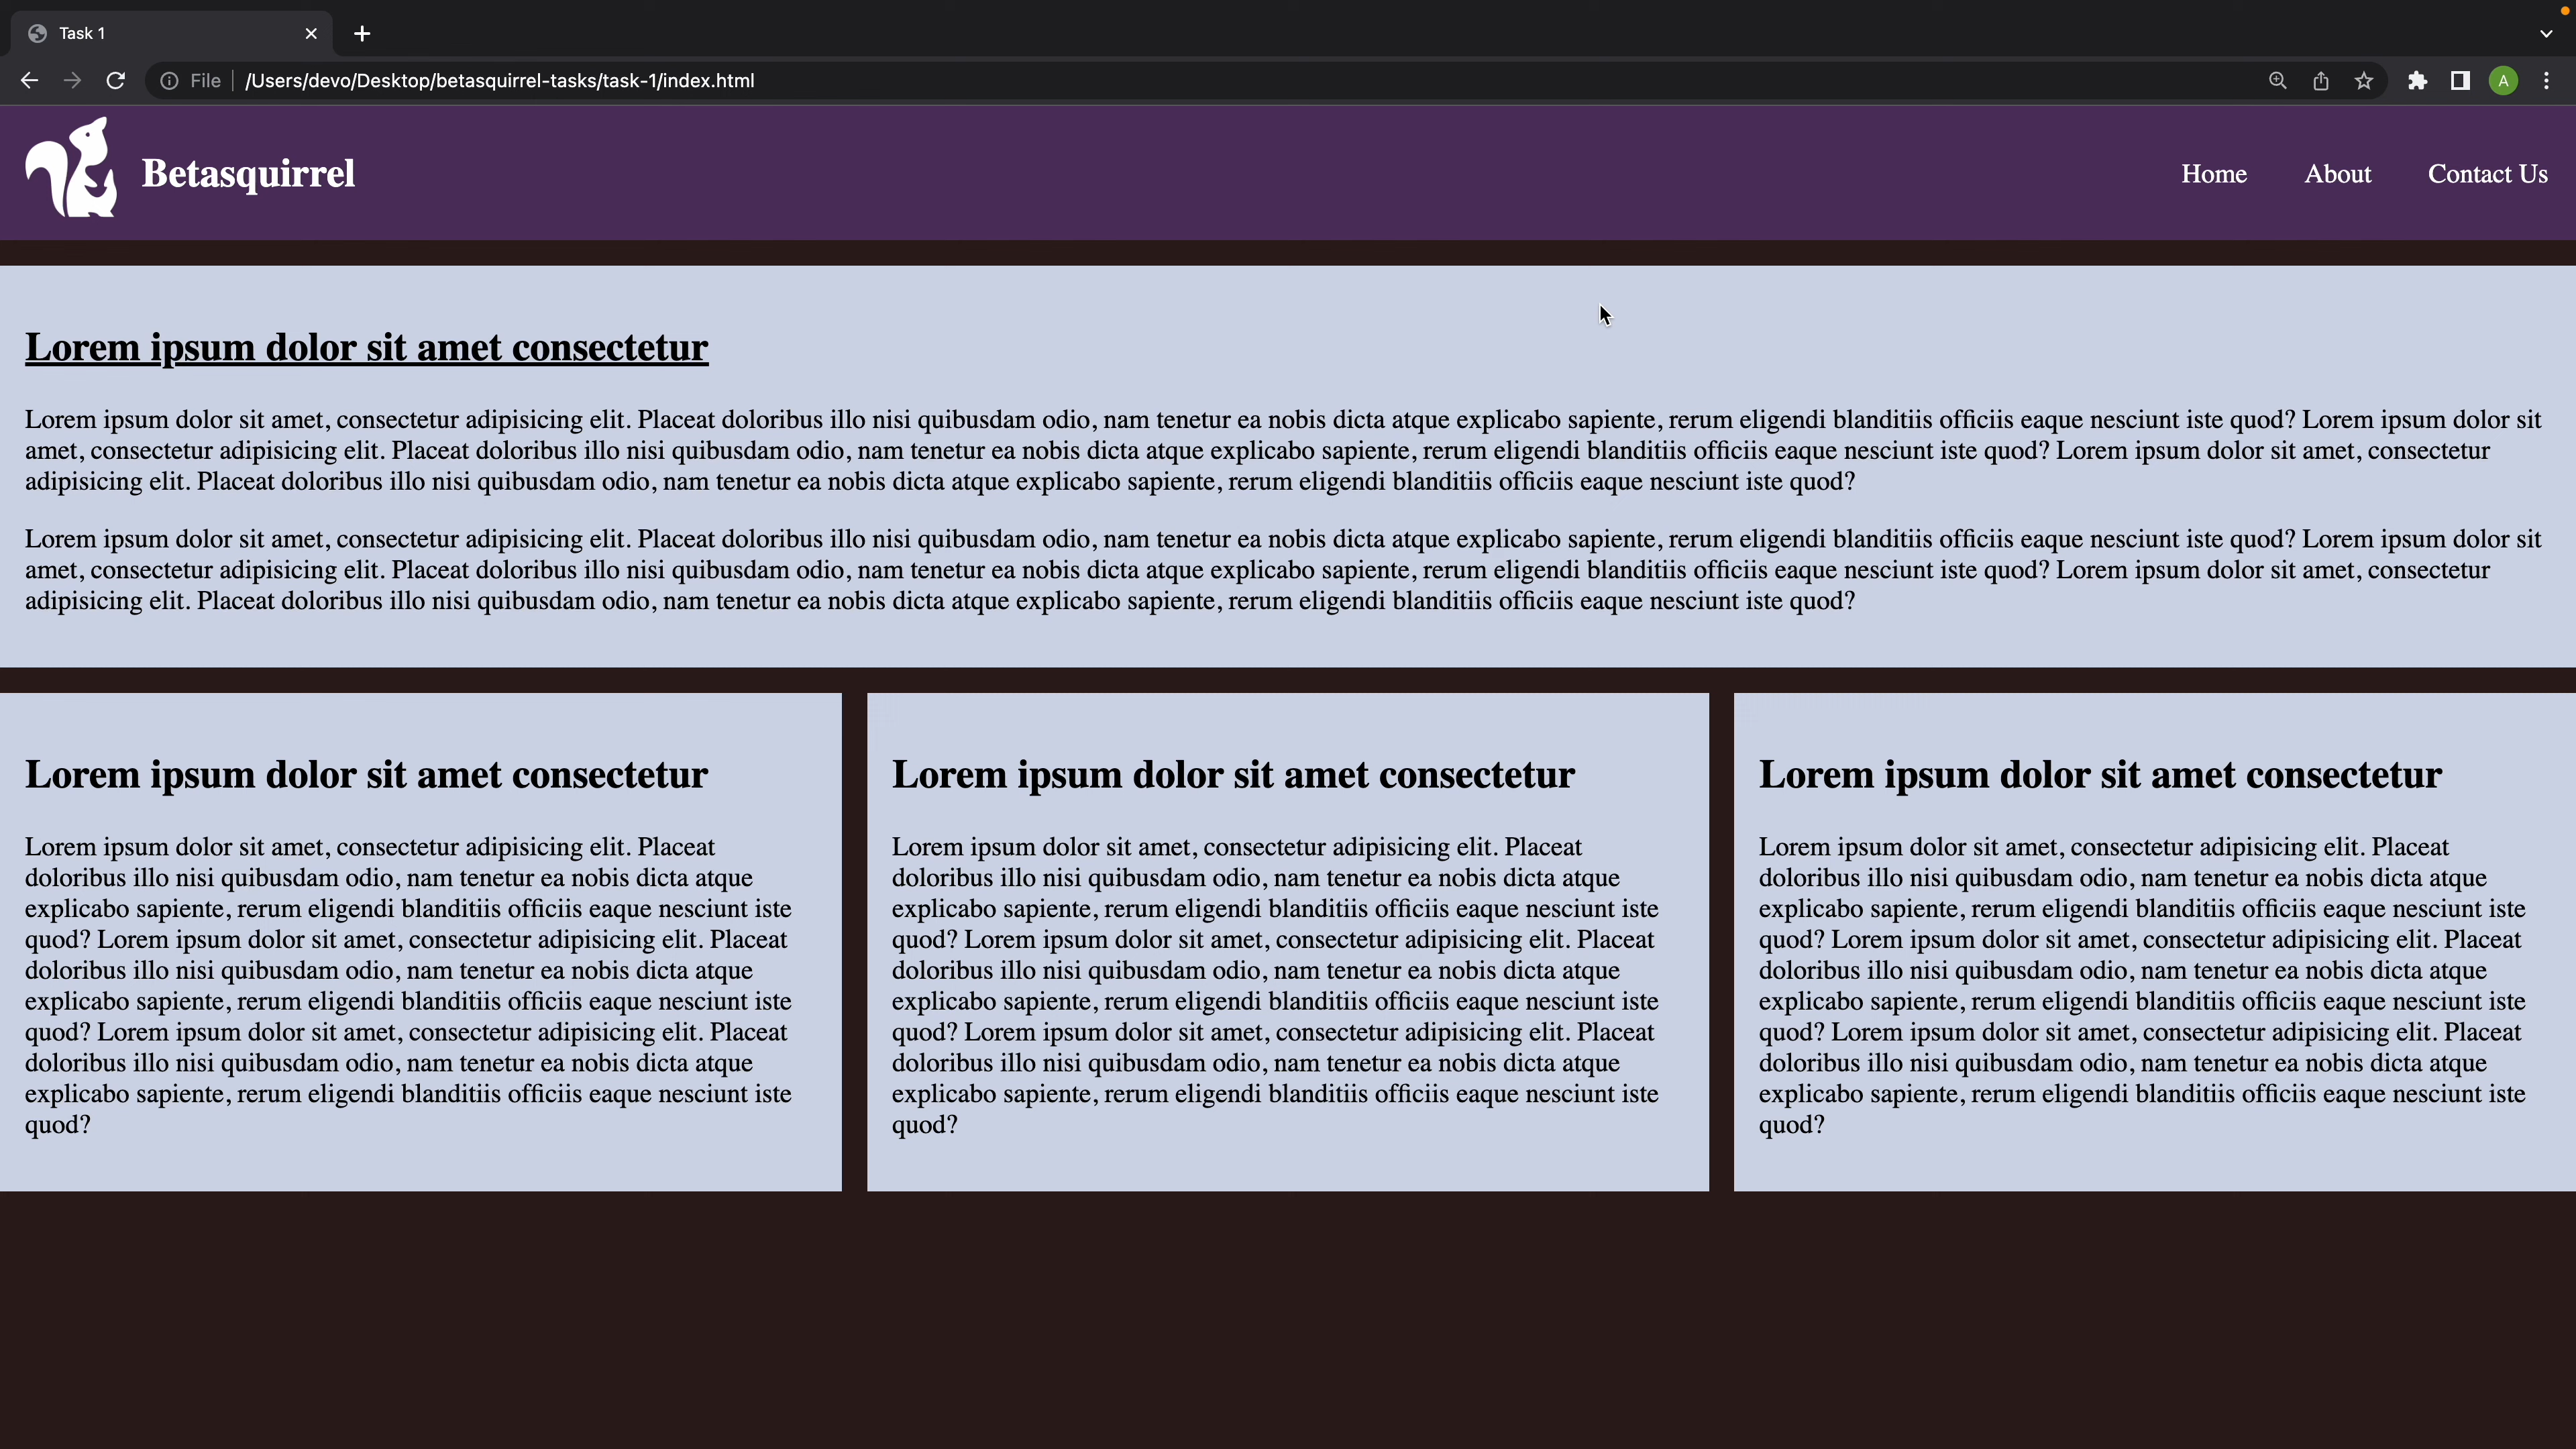 Task 1
File /Users/devo/Desktop/betasquirrel-tasks/task-1/index.html
A
Betasquirrel
Home About Contact Us
Lorem ipsum dolor sit amet consectetur
Lorem ipsum dolor sit amet, consectetur adipisicing elit. Placeat doloribus illo nisi quibusdam odio, nam tenetur ea nobis dicta atque explicabo sapiente, rerum eligendi blanditiis officiis eaque nesciunt iste quod? Lorem ipsum dolor sit
amet, consectetur adipisicing elit. Placeat doloribus illo nisi quibusdam odio, nam tenetur ea nobis dicta atque explicabo sapiente, rerum eligendi blanditiis officiis eaque nesciunt iste quod? Lorem ipsum dolor sit amet, consectetur
adipisicing elit. Placeat doloribus illo nisi quibusdam odio, nam tenetur ea nobis dicta atque explicabo sapiente, rerum eligendi blanditiis officiis eaque nesciunt iste quod?
Lorem ipsum dolor sit amet, consectetur adipisicing elit. Placeat doloribus illo nisi quibusdam odio, nam tenetur ea nobis dicta atque explicabo sapiente, rerum eligendi blanditiis officiis eaque nesciunt iste quod? Lorem ipsum dolor sit
amet, consectetur adipisicing elit. Placeat doloribus illo nisi quibusdam odio, nam tenetur ea nobis dicta atque explicabo sapiente, rerum eligendi blanditiis officiis eaque nesciunt iste quod? Lorem ipsum dolor sit amet, consectetur
adipisicing elit. Placeat doloribus illo nisi quibusdam odio, nam tenetur ea nobis dicta atque explicabo sapiente, rerum eligendi blanditiis officiis eaque nesciunt iste quod?
Lorem ipsum dolor sit amet consectetur
Lorem ipsum dolor sit amet, consectetur adipisicing elit. Placeat
doloribus illo nisi quibusdam odio, nam tenetur ea nobis dicta atque
explicabo sapiente, rerum eligendi blanditiis officiis eaque nesciunt iste
quod? Lorem ipsum dolor sit amet, consectetur adipisicing elit. Placeat
doloribus illo nisi quibusdam odio, nam tenetur ea nobis dicta atque
explicabo sapiente, rerum eligendi blanditiis officiis eaque nesciunt iste
quod? Lorem ipsum dolor sit amet, consectetur adipisicing elit. Placeat
doloribus illo nisi quibusdam odio, nam tenetur ea nobis dicta atque
explicabo sapiente, rerum eligendi blanditiis officiis eaque nesciunt iste
quod?
Lorem ipsum dolor sit amet consectetur
Lorem ipsum dolor sit amet, consectetur adipisicing elit. Placeat
doloribus illo nisi quibusdam odio, nam tenetur ea nobis dicta atque
explicabo sapiente, rerum eligendi blanditiis officiis eaque nesciunt iste
quod? Lorem ipsum dolor sit amet, consectetur adipisicing elit. Placeat
doloribus illo nisi quibusdam odio, nam tenetur ea nobis dicta atque
explicabo sapiente, rerum eligendi blanditiis officiis eaque nesciunt iste
quod? Lorem ipsum dolor sit amet, consectetur adipisicing elit. Placeat
doloribus illo nisi quibusdam odio, nam tenetur ea nobis dicta atque
explicabo sapiente, rerum eligendi blanditiis officiis eaque nesciunt iste
quod?
Lorem ipsum dolor sit amet consectetur
Lorem ipsum dolor sit amet, consectetur adipisicing elit. Placeat
doloribus illo nisi quibusdam odio, nam tenetur ea nobis dicta atque
explicabo sapiente, rerum eligendi blanditiis officiis eaque nesciunt iste
quod? Lorem ipsum dolor sit amet, consectetur adipisicing elit. Placeat
doloribus illo nisi quibusdam odio, nam tenetur ea nobis dicta atque
explicabo sapiente, rerum eligendi blanditiis officiis eaque nesciunt iste
quod? Lorem ipsum dolor sit amet, consectetur adipisicing elit. Placeat
doloribus illo nisi quibusdam odio, nam tenetur ea nobis dicta atque
explicabo sapiente, rerum eligendi blanditiis officiis eaque nesciunt iste
quod?